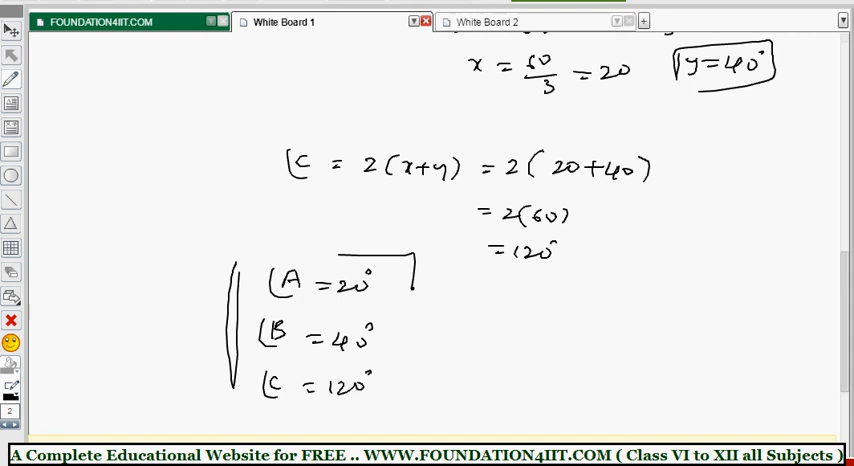 FOUNDATION4IIT.COM White Board 1 White Board 2
x = 60/3 = 20 y = 40°
∠C = 2(x+y) = 2(20+40)
= 2(60)
= 120°
∠A = 20°
∠B = 40°
∠C = 120°
2
A Complete Educational Website for FREE .. WWW.FOUNDATION4IIT.COM ( Class VI to XII all Subjects )